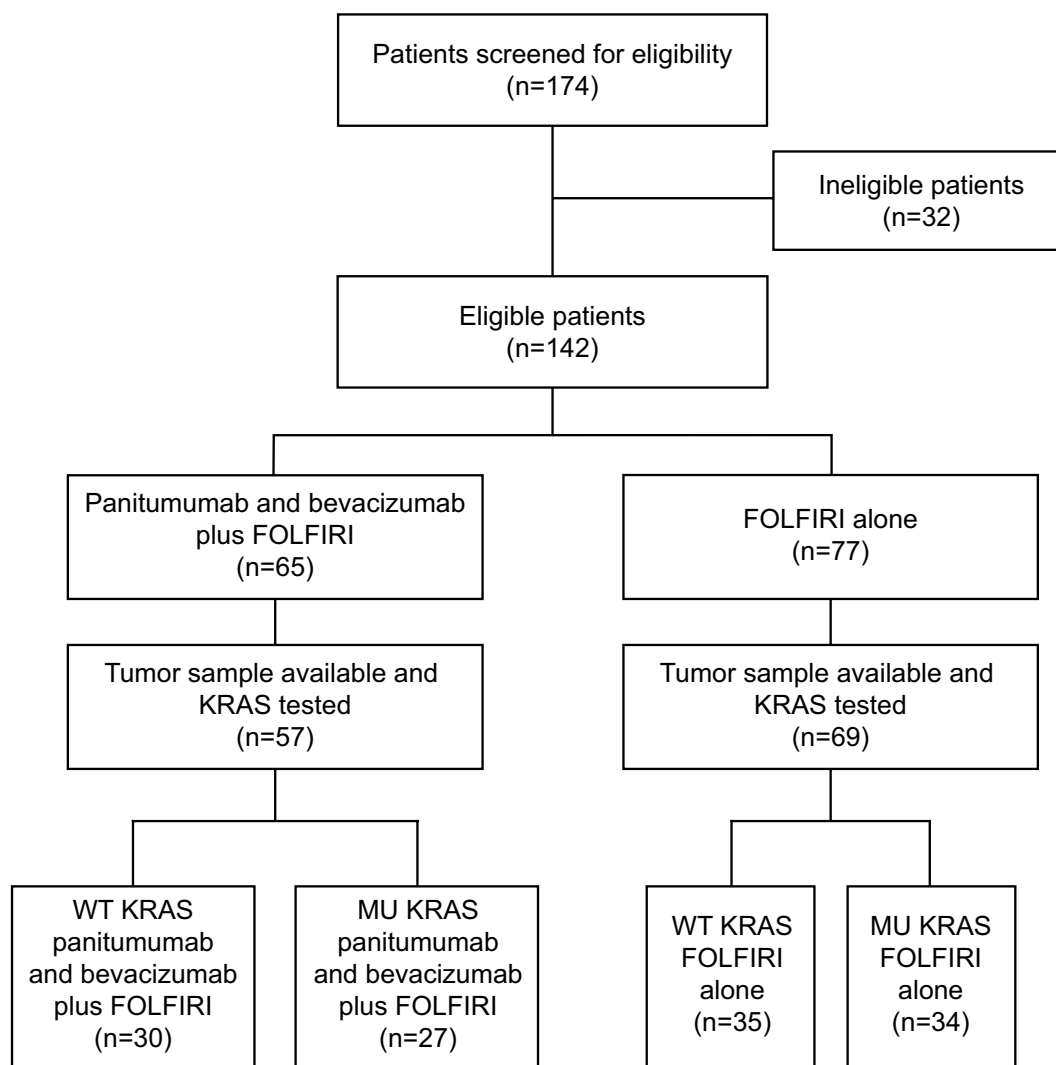 Patients screened for eligibility
(n=174)
Ineligible patients
(n=32)
Eligible patients
(n=142)
Panitumumab and bevacizumab
plus FOLFIRI
(n=65)
FOLFIRI alone
(n=77)
Tumor sample available and
KRAS tested
(n=57)
Tumor sample available and
KRAS tested
(n=69)
WT KRAS
panitumumab
and bevacizumab
plus FOLFIRI
(n=30)
MU KRAS
panitumumab
and bevacizumab
plus FOLFIRI
(n=27)
WT KRAS
FOLFIRI
alone
(n=35)
MU KRAS
FOLFIRI
alone
(n=34)